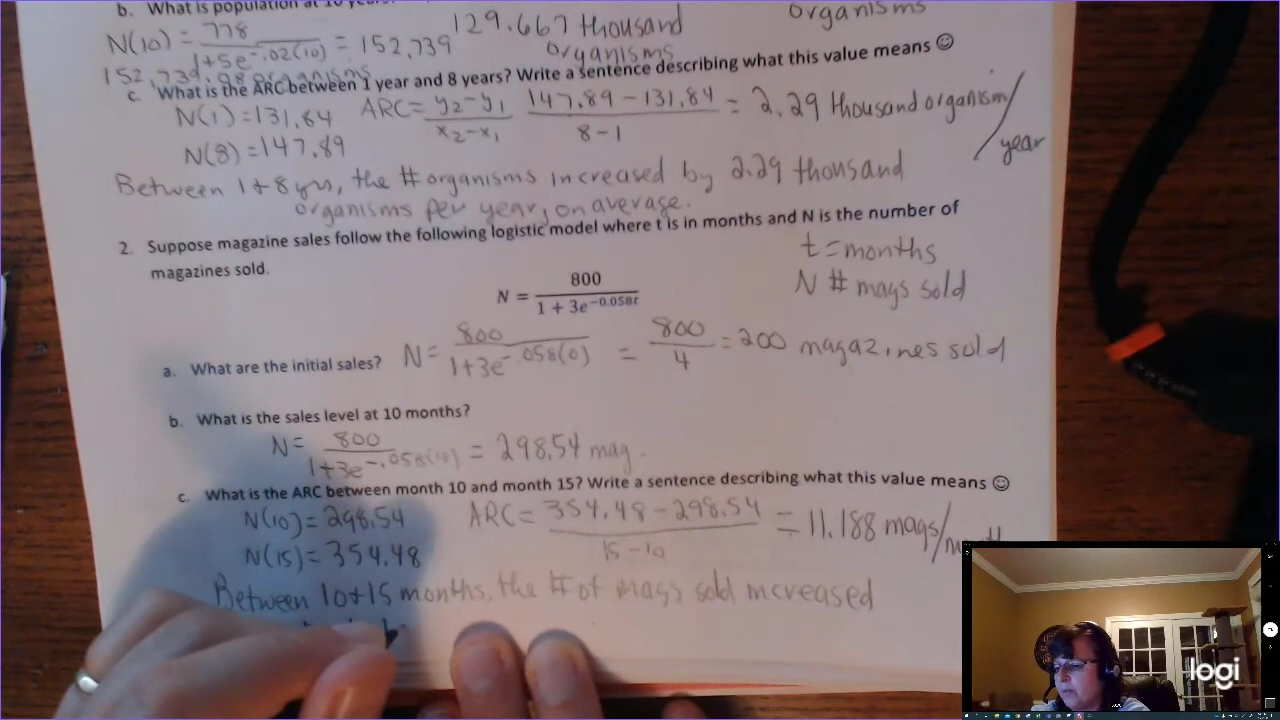 b. What is population at 10 years?
129.667 thousand
organisms
organisms
N(10) = 778 / 1+5e^-.02(10) = 152,739
152,739.98 organisms
c. What is the ARC between 1 year and 8 years? Write a sentence describing what this value means ☺
N(1)=131.84 ARC= y₂-y₁ / x₂-x₁ 147.89-131.84 / 8-1 = 2.29 thousand organism/year
N(8)=147.89
Between 1+8 yrs, the # organisms increased by 2.29 thousand
organisms per year, on average.
2. Suppose magazine sales follow the following logistic model where t is in months and N is the number of
magazines sold.
t=months
N # mags sold
N = 800 / 1 + 3e^-0.058t
a. What are the initial sales? N= 800 / 1+3e^-.058(0) = 800 / 4 = 200 magazines sold
b. What is the sales level at 10 months?
N= 800 / 1+3e^-.058(10) = 298.54 mag.
c. What is the ARC between month 10 and month 15? Write a sentence describing what this value means ☺
N(10)=298.54 ARC= 354.48-298.54 / 15-10 = 11.188 mags/
N(15)=354.48
Between 10+15 months, the # of mags sold increased
logi